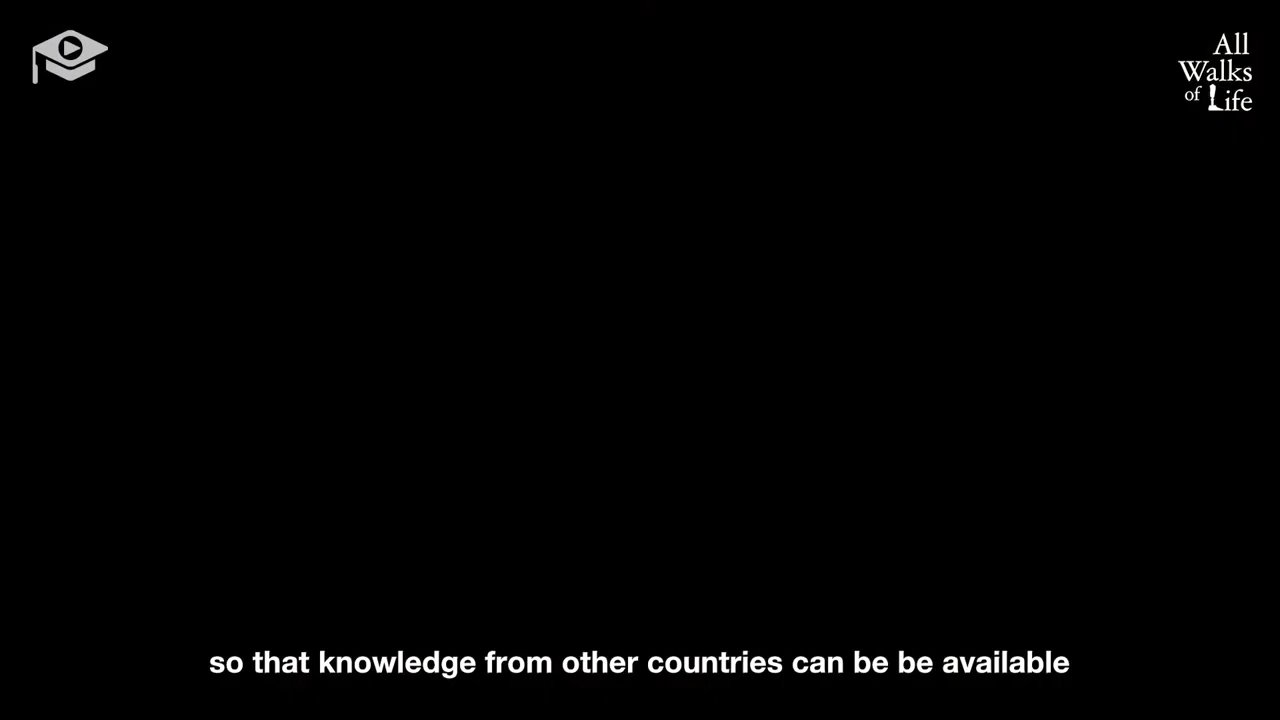 All
Walks
of Life
so that knowledge from other countries can be be available